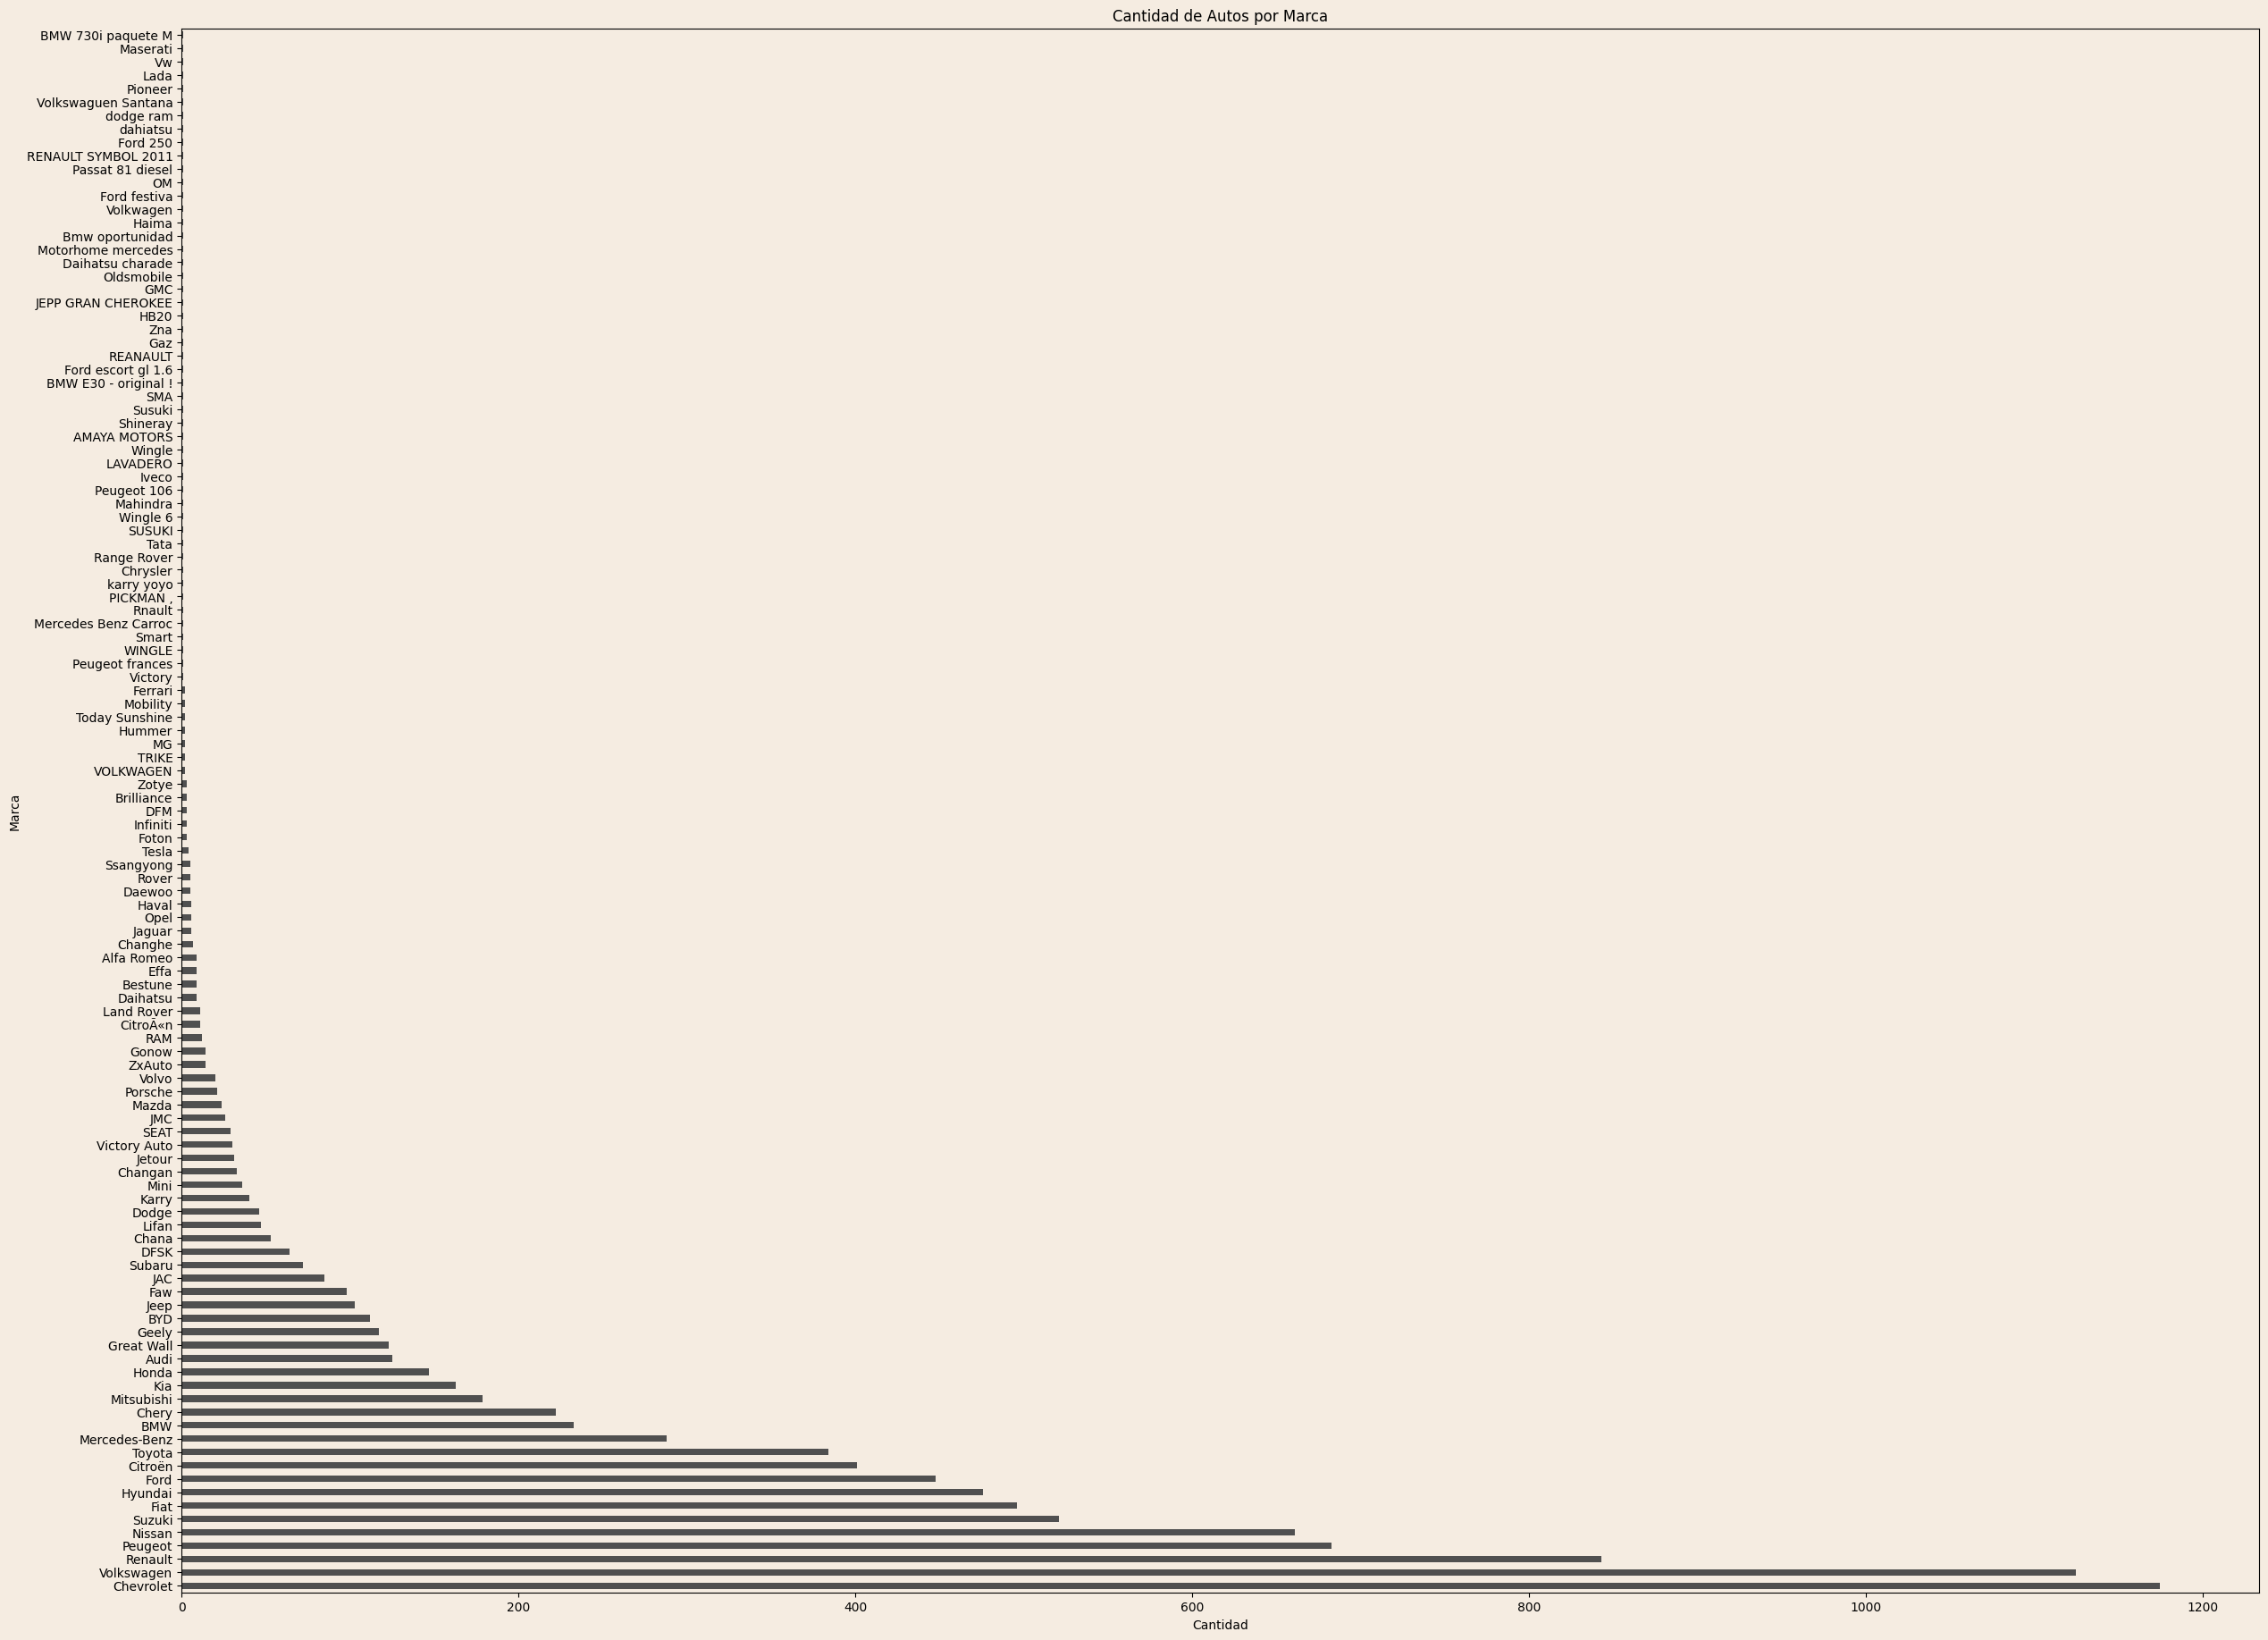 Cantidad de Autos por Marca
BMW 730i paquete M
Maserati
Vw
Lada
Pioneer
Volkswaguen Santana
dodge ram
dahiatsu
Ford 250
RENAULT SYMBOL 2011
Passat 81 diesel
OM
Ford festiva
Volkwagen
Haima
Bmw oportunidad
Motorhome mercedes
Daihatsu charade
Oldsmobile
GMC
JEPP GRAN CHEROKEE
HB20
Zna
Gaz
REANAULT
Ford escort gl 1.6
BMW E30 - original !
SMA
Susuki
Shineray
AMAYA MOTORS
Wingle
LAVADERO
Iveco
Peugeot 106
Mahindra
Wingle 6
SUSUKI
Tata
Range Rover
Chrysler
karry yoyo
PICKMAN ,
Rnault
Mercedes Benz Carroc
Smart
WINGLE
Peugeot frances
Victory
Ferrari
Mobility
Today Sunshine
Hummer
MG
TRIKE
VOLKWAGEN
Zotye
Brilliance
DFM
Infiniti
Foton
Tesla
Ssangyong
Rover
Daewoo
Haval
Opel
Jaguar
Changhe
Alfa Romeo
Effa
Bestune
Daihatsu
Land Rover
CitroÃ«n
RAM
Gonow
ZxAuto
Volvo
Porsche
Mazda
JMC
SEAT
Victory Auto
Jetour
Changan
Mini
Karry
Dodge
Lifan
Chana
DFSK
Subaru
JAC
Faw
Jeep
BYD
Geely
Great Wall
Audi
Honda
Kia
Mitsubishi
Chery
BMW
Mercedes-Benz
Toyota
Citroën
Ford
Hyundai
Fiat
Suzuki
Nissan
Peugeot
Renault
Volkswagen
Chevrolet
Marca
0 200 400 600 800 1000 1200
Cantidad